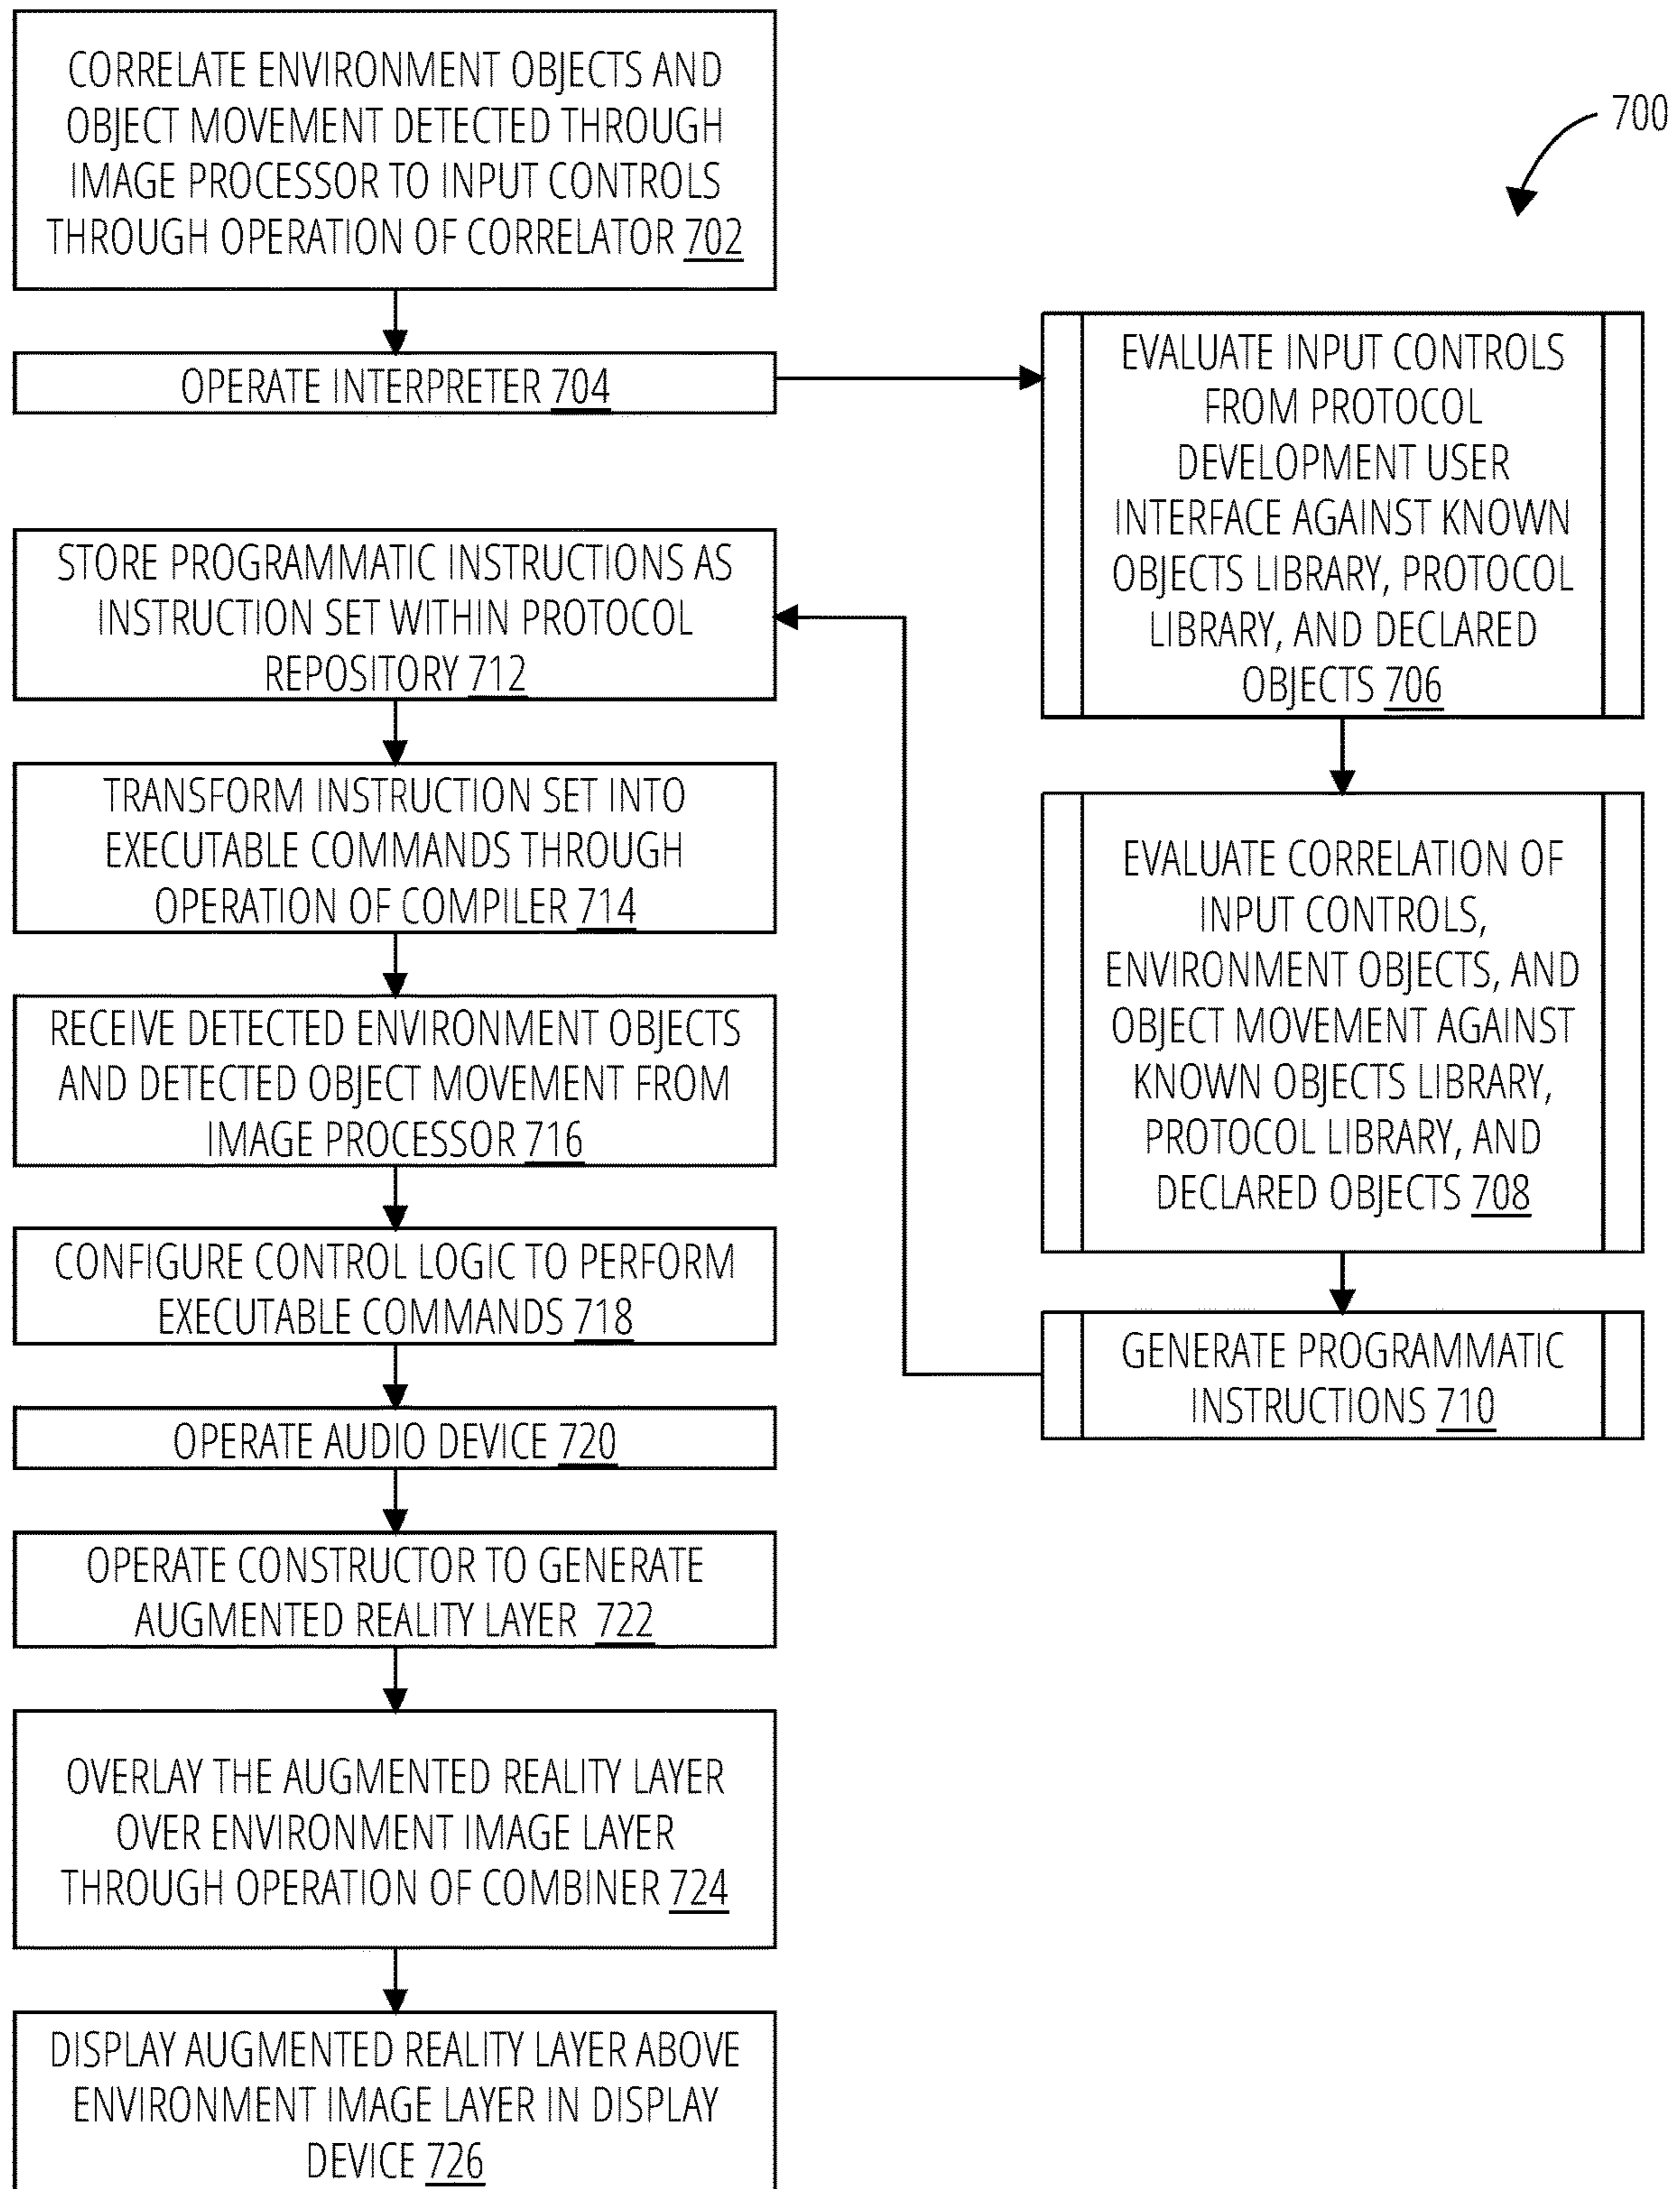 CORRELATE ENVIRONMENT OBJECTS AND
OBJECT MOVEMENT DETECTED THROUGH
IMAGE PROCESSOR TO INPUT CONTROLS
THROUGH OPERATION OF CORRELATOR 702
700
OPERATE INTERPRETER 704
EVALUATE INPUT CONTROLS
FROM PROTOCOL
DEVELOPMENT USER
INTERFACE AGAINST KNOWN
OBJECTS LIBRARY, PROTOCOL
LIBRARY, AND DECLARED
OBJECTS 706
EVALUATE CORRELATION OF
INPUT CONTROLS,
ENVIRONMENT OBJECTS, AND
OBJECT MOVEMENT AGAINST
KNOWN OBJECTS LIBRARY,
PROTOCOL LIBRARY, AND
DECLARED OBJECTS 708
GENERATE PROGRAMMATIC
INSTRUCTIONS 710
STORE PROGRAMMATIC INSTRUCTIONS AS
INSTRUCTION SET WITHIN PROTOCOL
REPOSITORY 712
TRANSFORM INSTRUCTION SET INTO
EXECUTABLE COMMANDS THROUGH
OPERATION OF COMPILER 714
RECEIVE DETECTED ENVIRONMENT OBJECTS
AND DETECTED OBJECT MOVEMENT FROM
IMAGE PROCESSOR 716
CONFIGURE CONTROL LOGIC TO PERFORM
EXECUTABLE COMMANDS 718
OPERATE AUDIO DEVICE 720
OPERATE CONSTRUCTOR TO GENERATE
AUGMENTED REALITY LAYER 722
OVERLAY THE AUGMENTED REALITY LAYER
OVER ENVIRONMENT IMAGE LAYER
THROUGH OPERATION OF COMBINER 724
DISPLAY AUGMENTED REALITY LAYER ABOVE
ENVIRONMENT IMAGE LAYER IN DISPLAY
DEVICE 726